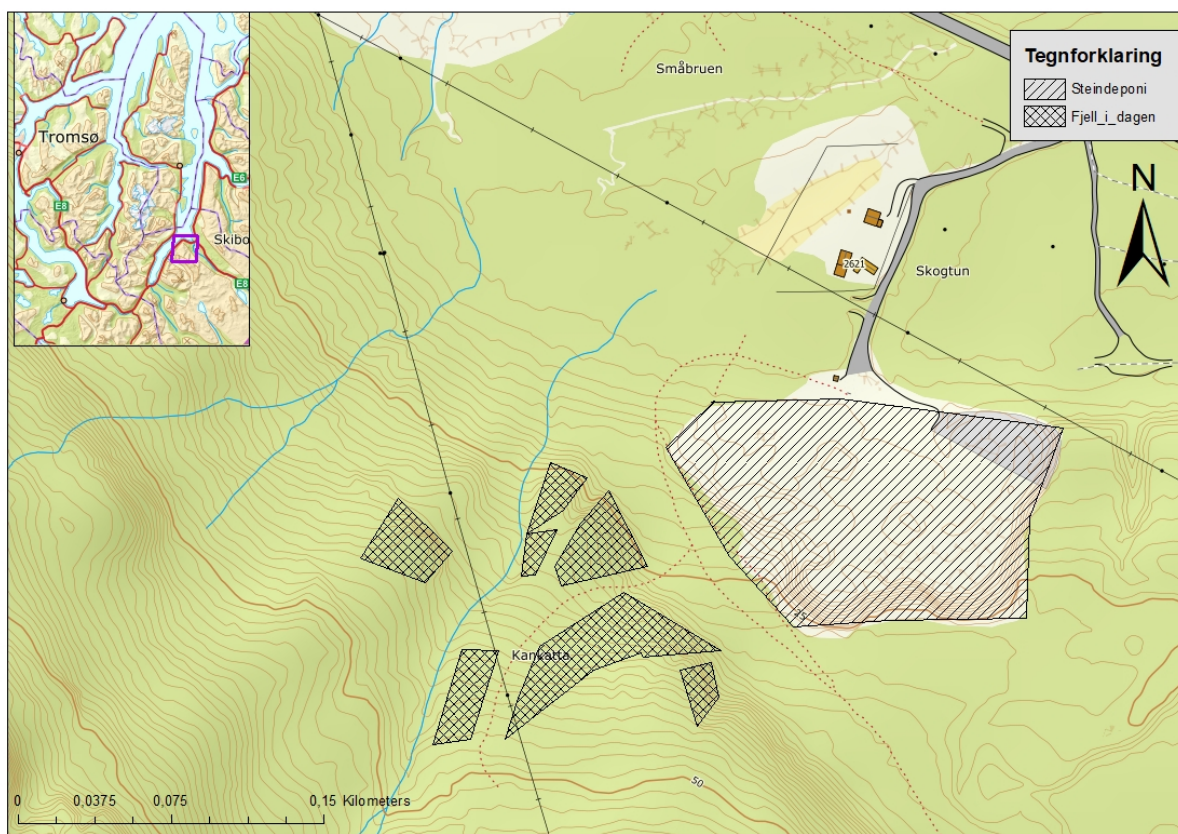 Tromsø
E8
E6
Skibo
E8
Småbruen
Tegnforklaring
Steindeponi
Fjell_i_dagen
N
2621
Skogtun
25
Kankatta
50
0 0,0375 0,075 0,15 Kilometers